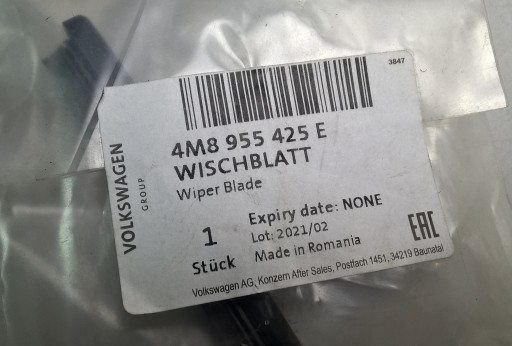 3847
VOLKSWAGEN
GROUP
4M8 955 425 E
WISCHBLATT
Wiper Blade
1
Stück
Expiry date: NONE
Lot: 2021/02
Made in Romania
EAC
Volkswagen AG, Konzern After Sales, Postfach 1451, 34219 Baunatal